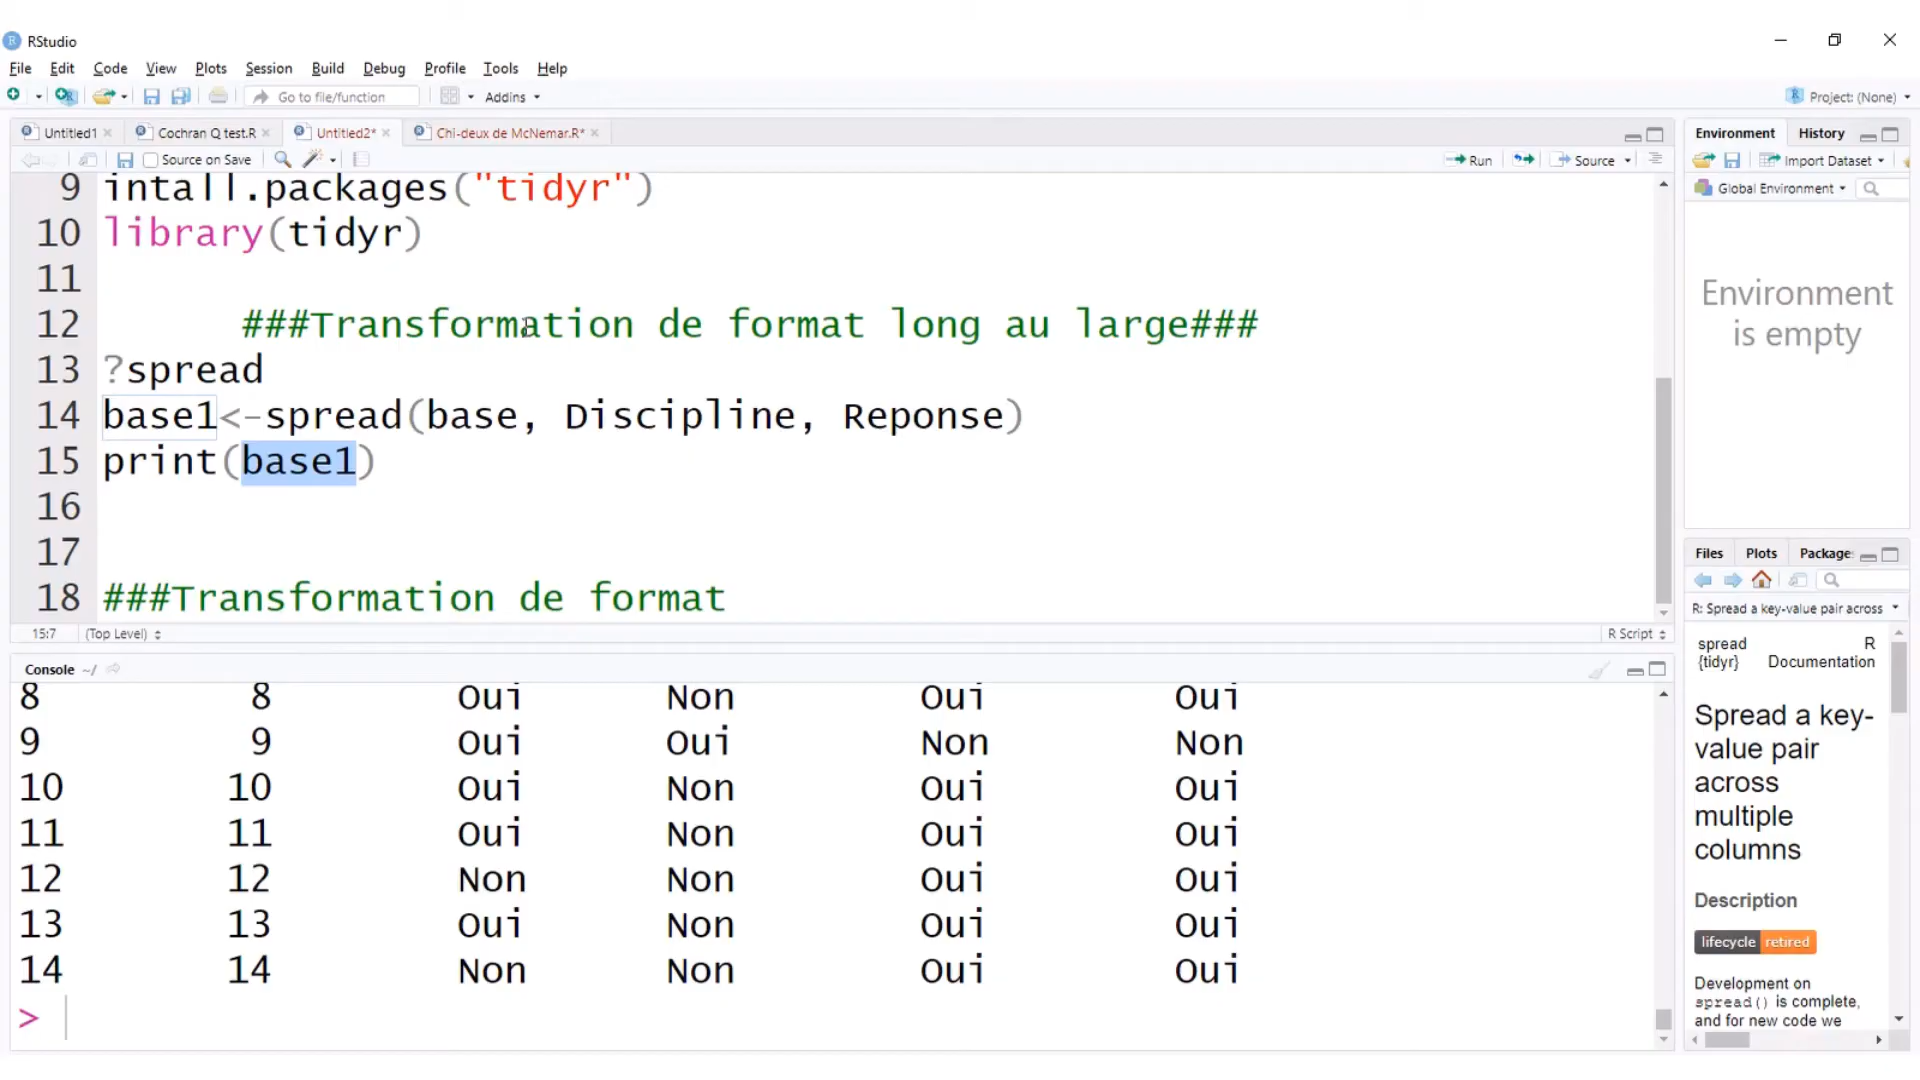 RStudio
File Edit Code View Plots Session Build Debug Profile Tools Help
Go to file/function Addins Project: (None)
Untitled1 Cochran Q test.R Untitled2* Chi-deux de McNemar.R*
Source on Save Run Source
9 intall.packages("tidyr")
10 library(tidyr)
11
12 ###Transformation de format long au large###
13 ?spread
14 base1<-spread(base, Discipline, Reponse)
15 print(base1)
16
17
18 ###Transformation de format
15:7 (Top Level) R Script
Console ~/
8 8 Oui Non Oui Oui
9 9 Oui Oui Non Non
10 10 Oui Non Oui Oui
11 11 Oui Non Oui Oui
12 12 Non Non Oui Oui
13 13 Oui Non Oui Oui
14 14 Non Non Oui Oui
>
Environment History
Import Dataset
Global Environment
Environment
is empty
Files Plots Package
R: Spread a key-value pair across
spread R
{tidyr} Documentation
Spread a key-
value pair
across
multiple
columns
Description
lifecycle retired
Development on
spread() is complete,
and for new code we